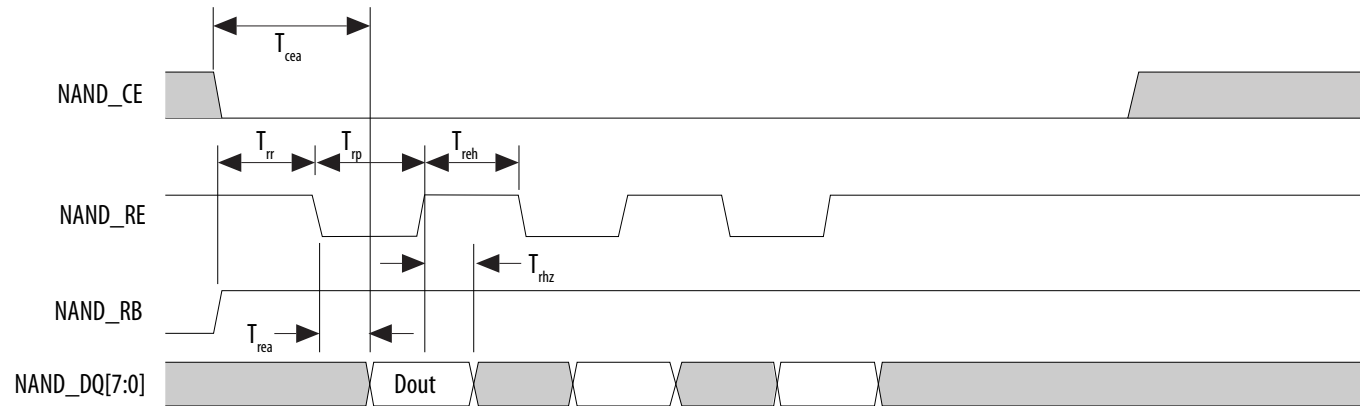 Tcea
NAND_CE
Trr Trp Treh
NAND_RE
Trhz
NAND_RB
Trea
NAND_DQ[7:0] Dout